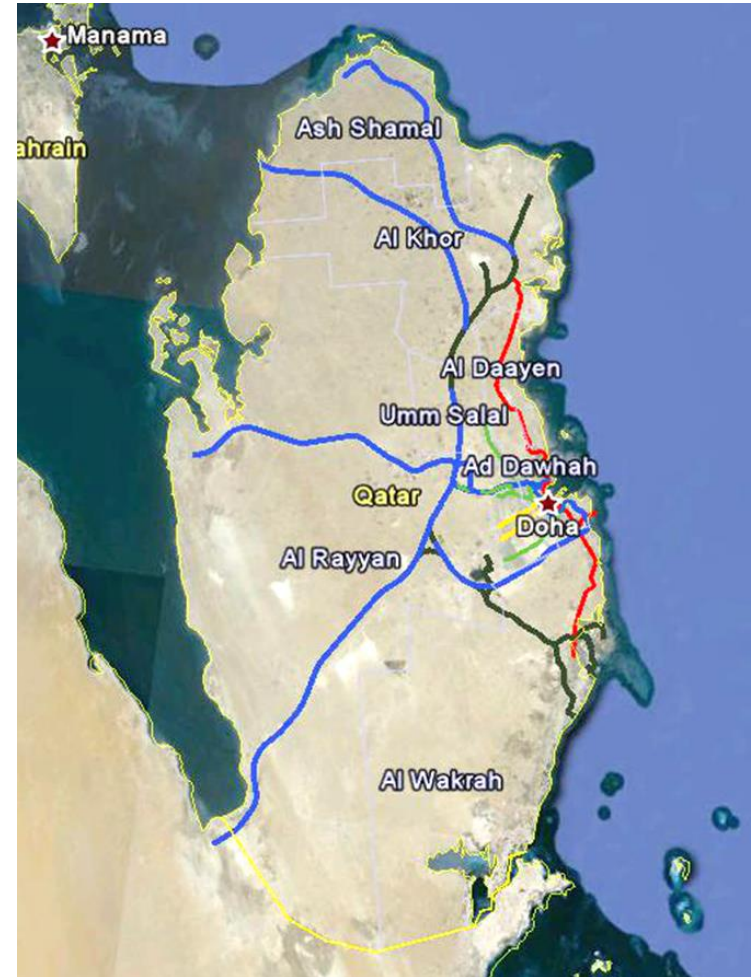 Manama
ahrain
Ash Shamal
Al Khor
Al Daayen
Umm Salal
Ad Dawhah
Qatar
Doha
Al Rayyan
Al Wakrah